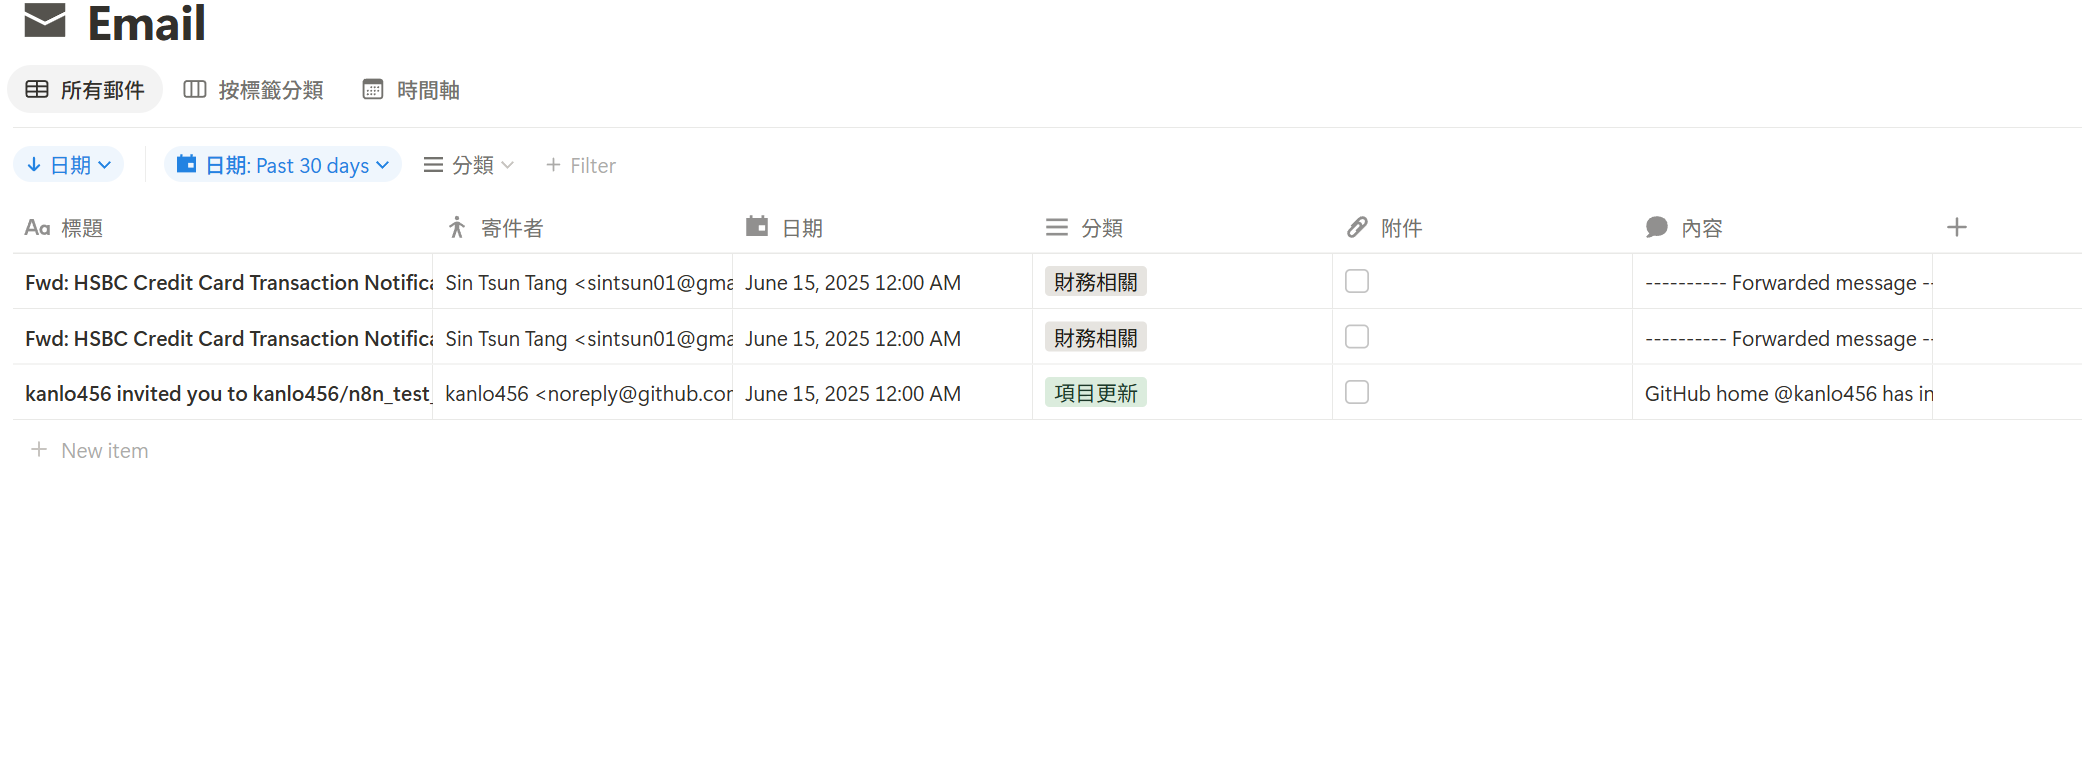 Email
所有郵件 按標籤分類 時間軸
日期 日期: Past 30 days 分類 + Filter
Aa 標題 寄件者 日期 分類 附件 內容 +
Fwd: HSBC Credit Card Transaction Notifica Sin Tsun Tang <sintsun01@gma June 15, 2025 12:00 AM 財務相關 ---------- Forwarded message --
Fwd: HSBC Credit Card Transaction Notifica Sin Tsun Tang <sintsun01@gma June 15, 2025 12:00 AM 財務相關 ---------- Forwarded message --
kanlo456 invited you to kanlo456/n8n_test_ kanlo456 <noreply@github.com June 15, 2025 12:00 AM 項目更新 GitHub home @kanlo456 has in
+ New item